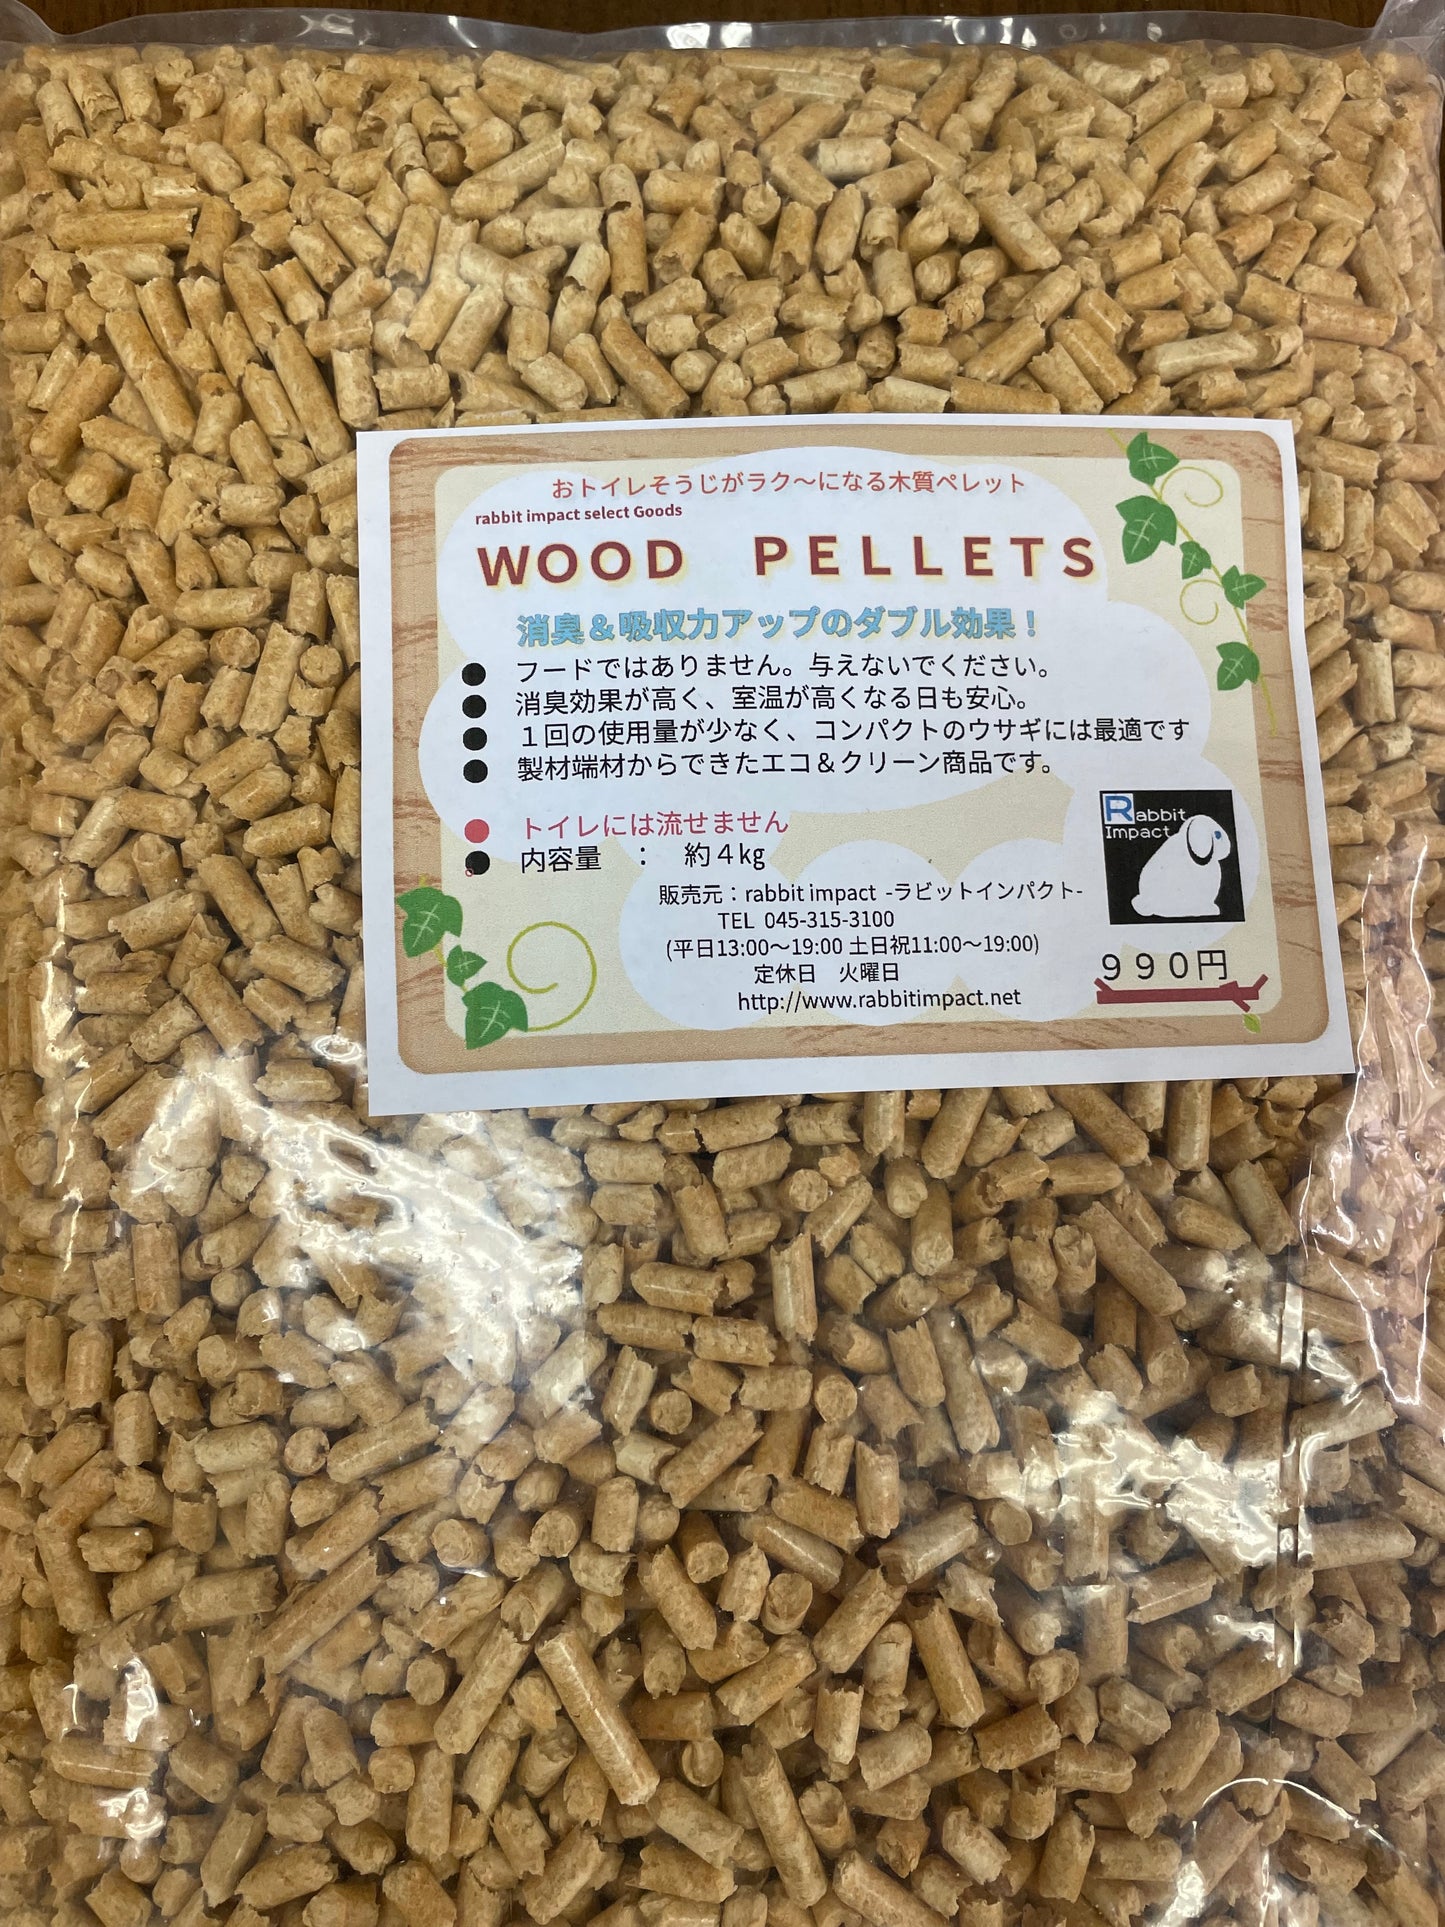 おトイレそうじがラク～になる木質ペレット
rabbit impact select Goods
WOOD PELLETS
消臭＆吸収力アップのダブル効果！
● フードではありません。与えないでください。
● 消臭効果が高く、室温が高くなる日も安心。
● １回の使用量が少なく、コンパクトのウサギには最適です
● 製材端材からできたエコ＆クリーン商品です。
● トイレには流せません
● 内容量　：　約４㎏
Rabbit
Impact
販売元：rabbit impact -ラビットインパクト-
TEL 045-315-3100
(平日13:00～19:00 土日祝11:00～19:00)
定休日　火曜日
９９０円
http://www.rabbitimpact.net